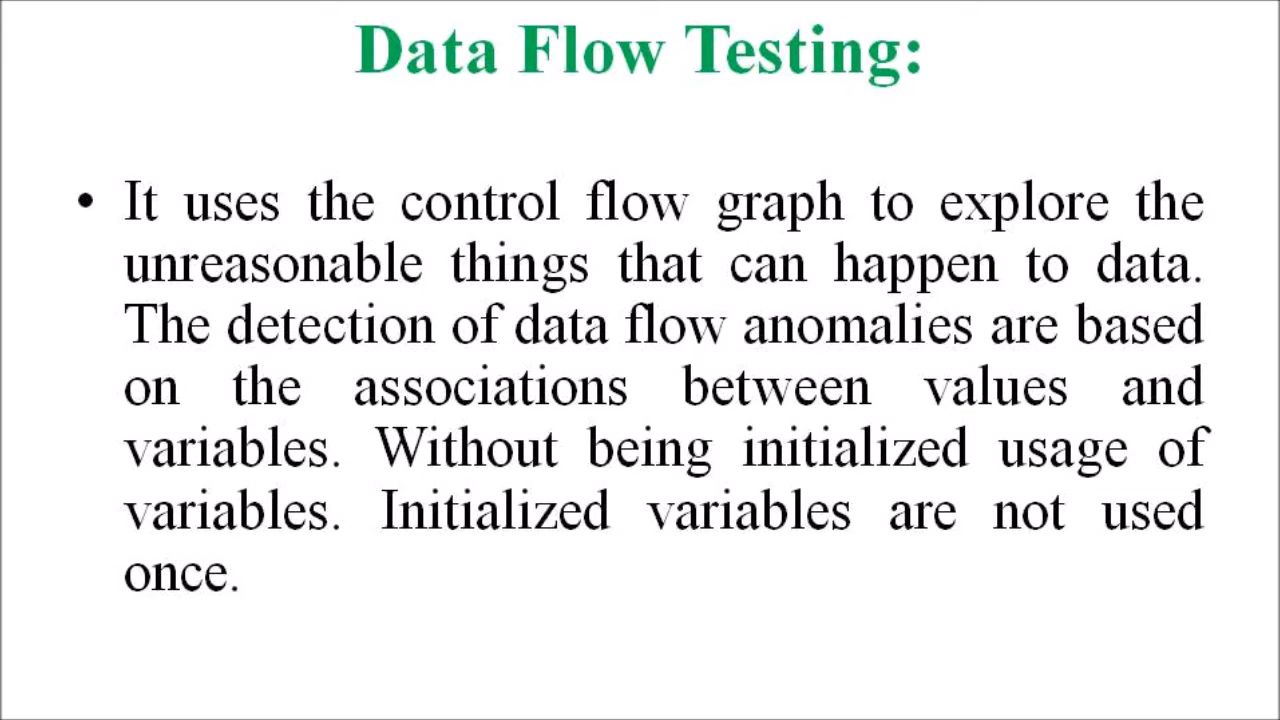 Data Flow Testing:
• It uses the control flow graph to explore the
unreasonable things that can happen to data.
The detection of data flow anomalies are based
on the associations between values and
variables. Without being initialized usage of
variables. Initialized variables are not used
once.